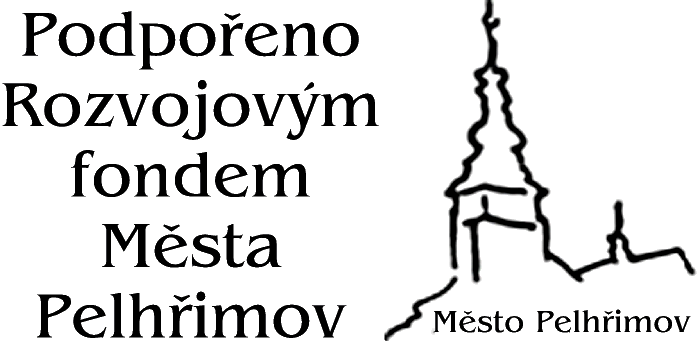 Podpořeno
Rozvojovým
fondem
Města
Pelhřimov
Město Pelhřimov